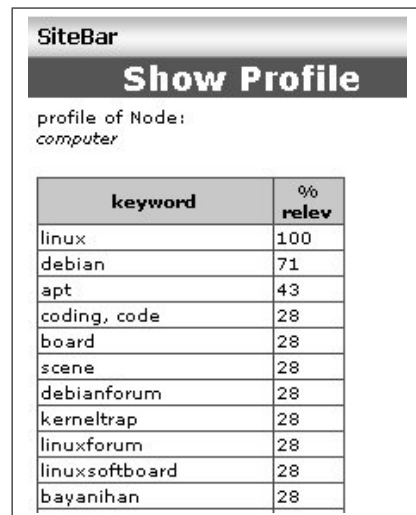 SiteBar
Show Profile
profile of Node:
computer
keyword % relev
linux 100
debian 71
apt 43
coding, code 28
board 28
scene 28
debianforum 28
kerneltrap 28
linuxforum 28
linuxsoftboard 28
bayanihan 28